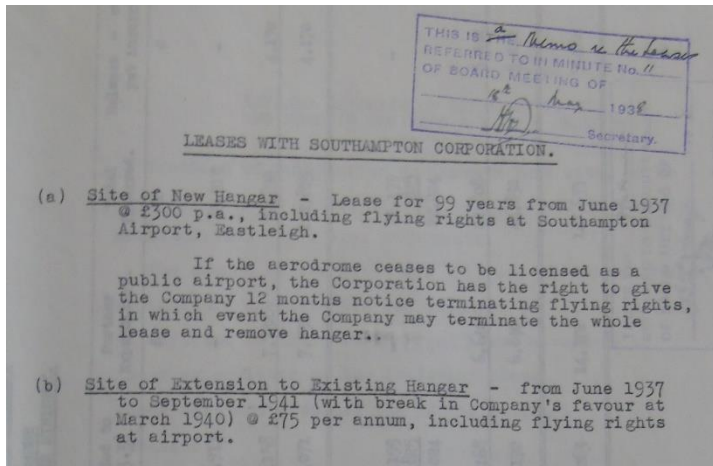 THIS IS a Memo re the Leases
REFERRED TO IN MINUTE No. 11
OF BOARD MEETING OF
16th May 1938
Secretary.
LEASES WITH SOUTHAMPTON CORPORATION.
(a) Site of New Hangar - Lease for 99 years from June 1937
@ £300 p.a., including flying rights at Southampton
Airport, Eastleigh.
If the aerodrome ceases to be licensed as a
public airport, the Corporation has the right to give
the Company 12 months notice terminating flying rights,
in which event the Company may terminate the whole
lease and remove hangar..
(b) Site of Extension to Existing Hangar - from June 1937
to September 1941 (with break in Company's favour at
March 1940) @ £75 per annum, including flying rights
at airport.